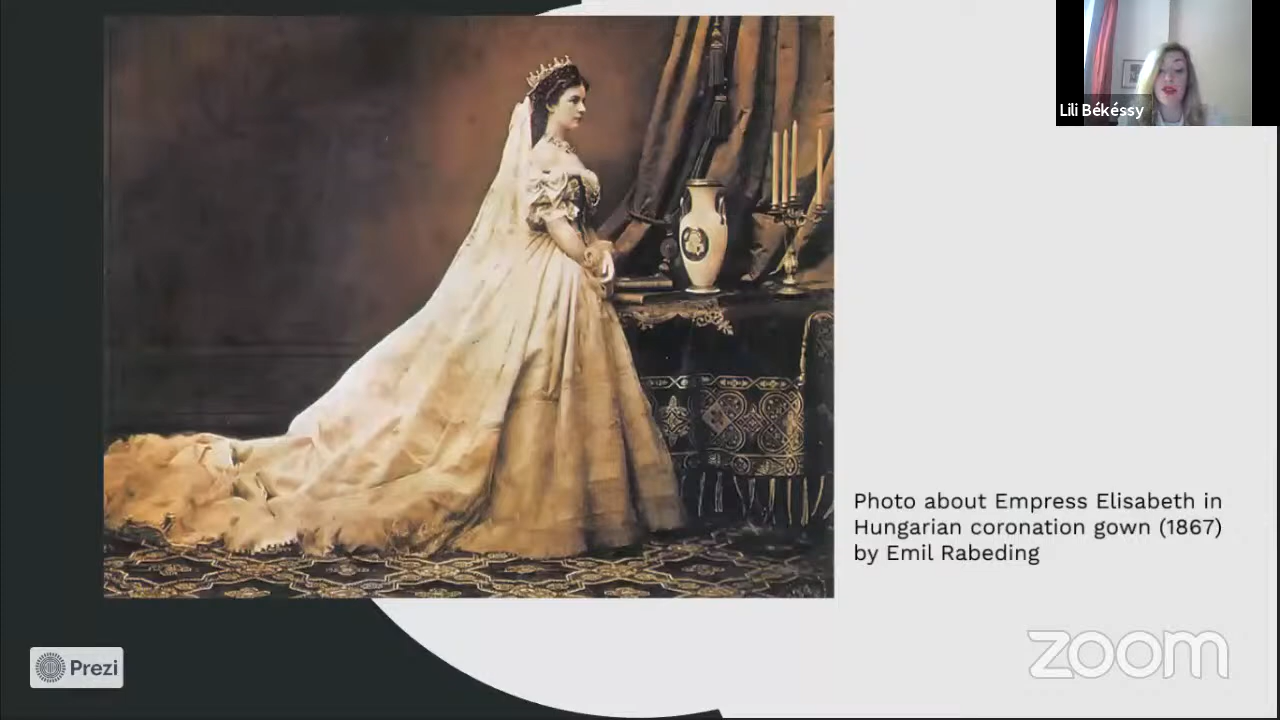 Lili Békéssy
Photo about Empress Elisabeth in
Hungarian coronation gown (1867)
by Emil Rabeding
Prezi
zoom